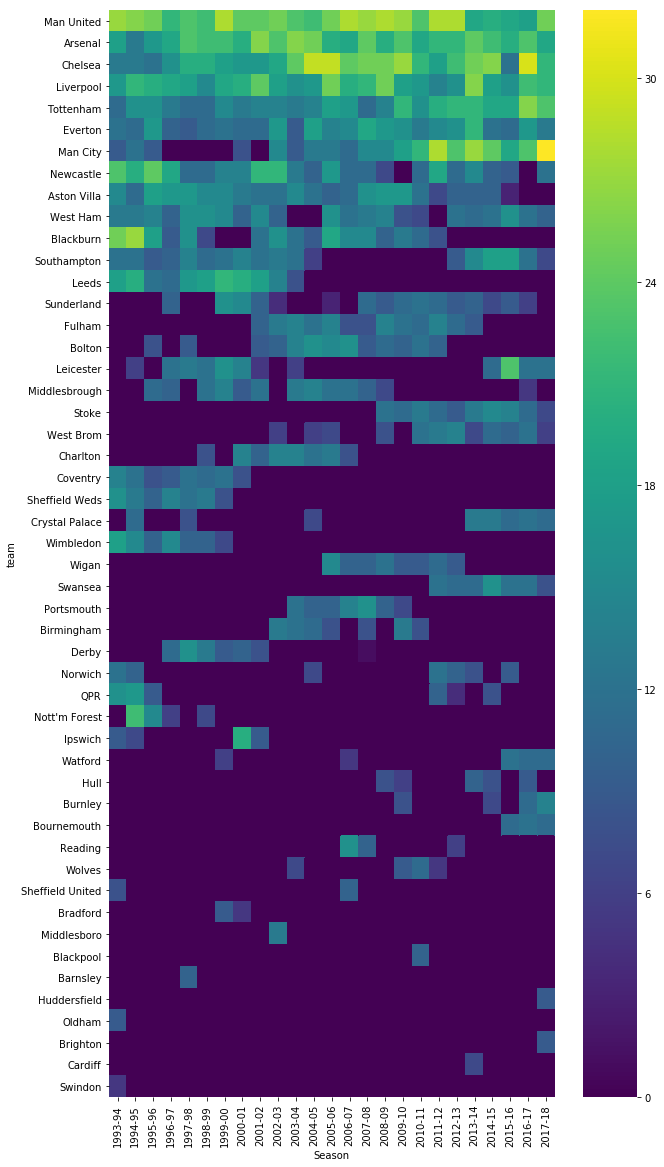 Man United
Arsenal
Chelsea
Liverpool
Tottenham
Everton
Man City
Newcastle
Aston Villa
West Ham
Blackburn
Southampton
Leeds
Sunderland
Fulham
Bolton
Leicester
Middlesbrough
Stoke
West Brom
Charlton
Coventry
Sheffield Weds
Crystal Palace
Wimbledon
Wigan
Swansea
Portsmouth
Birmingham
Derby
Norwich
QPR
Nott'm Forest
Ipswich
Watford
Hull
Burnley
Bournemouth
Reading
Wolves
Sheffield United
Bradford
Middlesboro
Blackpool
Barnsley
Huddersfield
Oldham
Brighton
Cardiff
Swindon
team
1993-94
1994-95
1995-96
1996-97
1997-98
1998-99
1999-00
2000-01
2001-02
2002-03
2003-04
2004-05
2005-06
2006-07
2007-08
2008-09
2009-10
2010-11
2011-12
2012-13
2013-14
2014-15
2015-16
2016-17
2017-18
Season
30
24
18
12
6
0